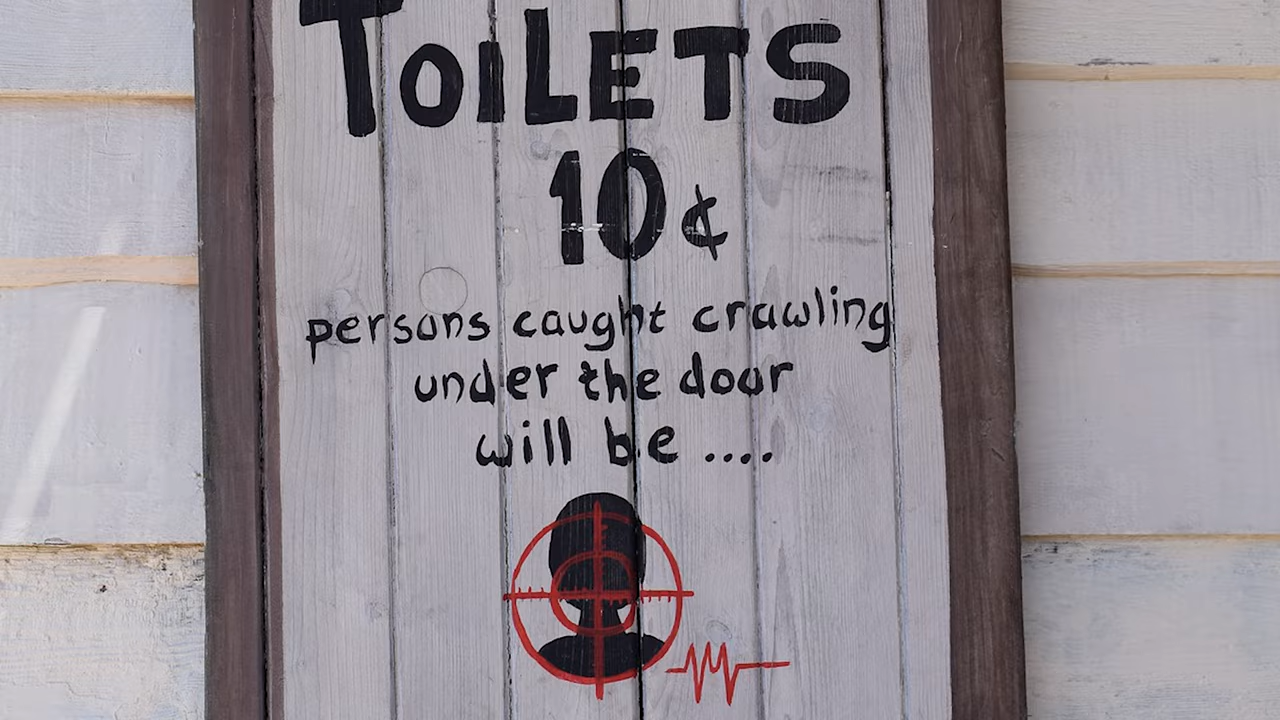 TOILETS
10¢
persons caught crawling
under the door
will be ....